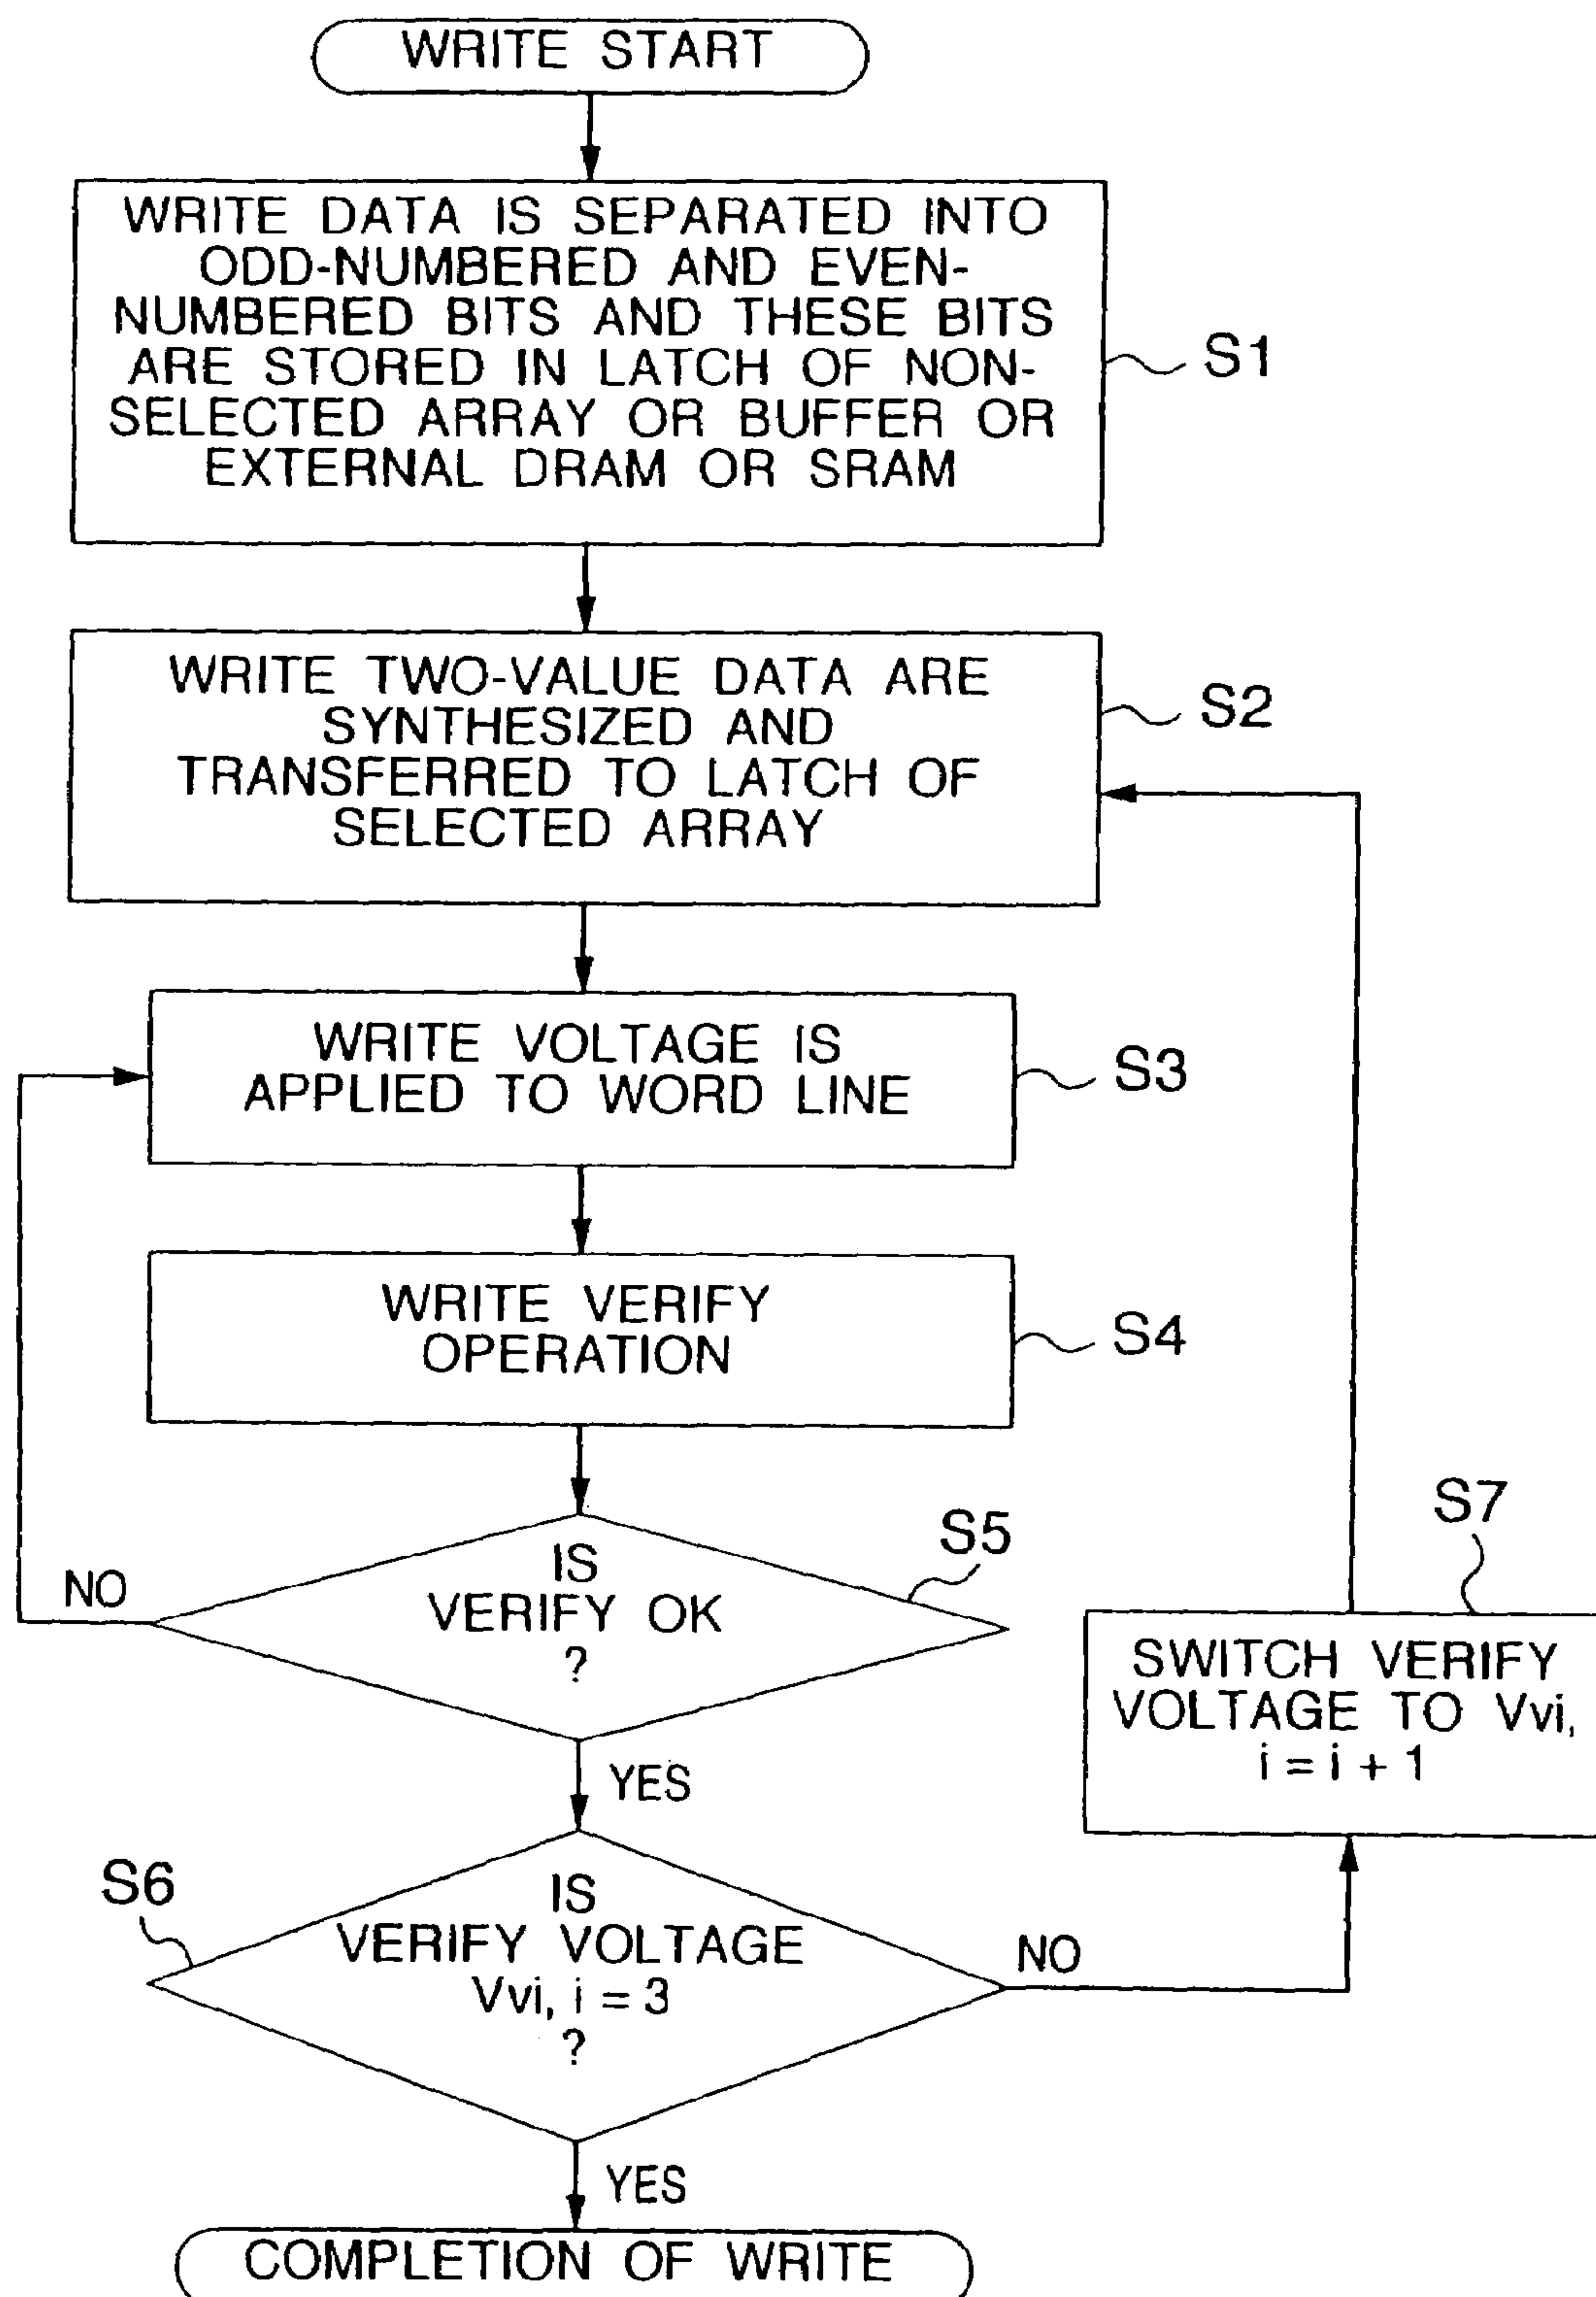 WRITE START
WRITE DATA IS SEPARATED INTO
ODD-NUMBERED AND EVEN-
NUMBERED BITS AND THESE BITS
ARE STORED IN LATCH OF NON-
SELECTED ARRAY OR BUFFER OR
EXTERNAL DRAM OR SRAM
S1
WRITE TWO-VALUE DATA ARE
SYNTHESIZED AND
TRANSFERRED TO LATCH OF
SELECTED ARRAY
S2
WRITE VOLTAGE IS
APPLIED TO WORD LINE
S3
WRITE VERIFY
OPERATION
S4
IS
VERIFY OK
?
S5
NO
YES
S7
SWITCH VERIFY
VOLTAGE TO Vvi,
i = i + 1
S6
IS
VERIFY VOLTAGE
Vvi, i = 3
?
NO
YES
COMPLETION OF WRITE